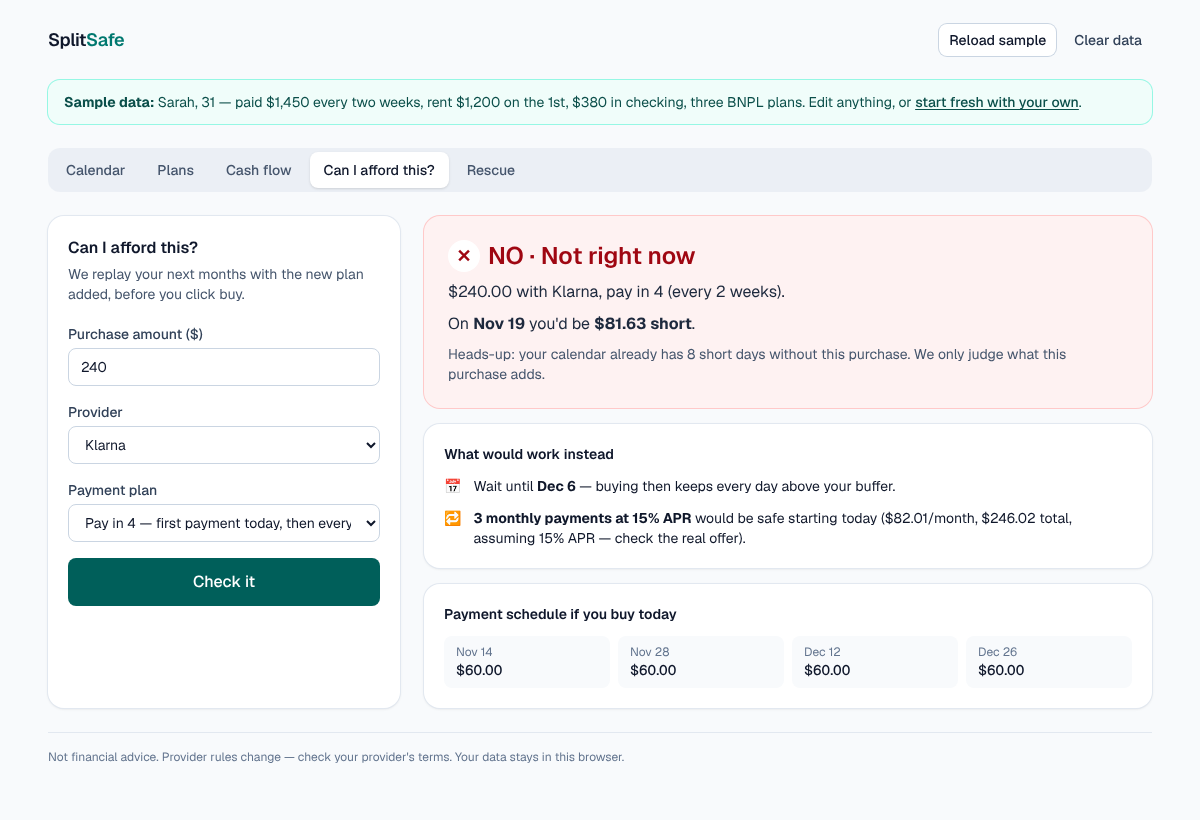 SplitSafe
Reload sample
Clear data
Sample data: Sarah, 31 — paid $1,450 every two weeks, rent $1,200 on the 1st, $380 in checking, three BNPL plans. Edit anything, or start fresh with your own.
Calendar
Plans
Cash flow
Can I afford this?
Rescue
Can I afford this?
We replay your next months with the new plan
added, before you click buy.
Purchase amount ($)
240
Provider
Klarna
Payment plan
Pay in 4 — first payment today, then every
Check it
NO · Not right now
$240.00 with Klarna, pay in 4 (every 2 weeks).
On Nov 19 you'd be $81.63 short.
Heads-up: your calendar already has 8 short days without this purchase. We only judge what this
purchase adds.
What would work instead
Wait until Dec 6 — buying then keeps every day above your buffer.
3 monthly payments at 15% APR would be safe starting today ($82.01/month, $246.02 total,
assuming 15% APR — check the real offer).
Payment schedule if you buy today
Nov 14
$60.00
Nov 28
$60.00
Dec 12
$60.00
Dec 26
$60.00
Not financial advice. Provider rules change — check your provider's terms. Your data stays in this browser.